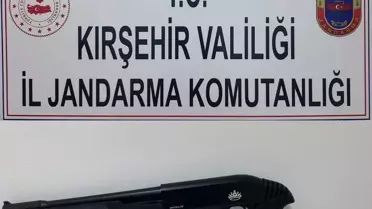 T.C.
KIRŞEHİR VALİLİĞİ
İL JANDARMA KOMUTANLIĞI